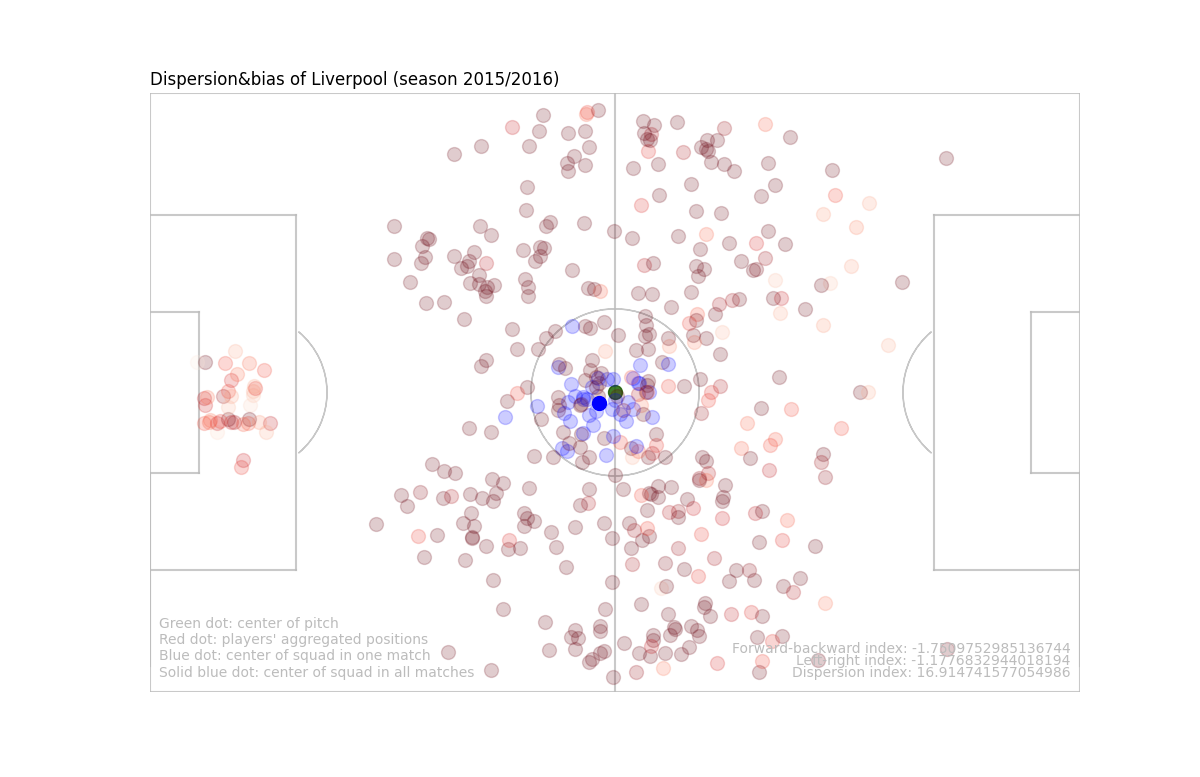 Dispersion&bias of Liverpool (season 2015/2016)
Green dot: center of pitch
Red dot: players' aggregated positions
Blue dot: center of squad in one match
Solid blue dot: center of squad in all matches
Forward-backward index: -1.7509752985136744
Left-right index: -1.1776832944018194
Dispersion index: 16.914741577054986